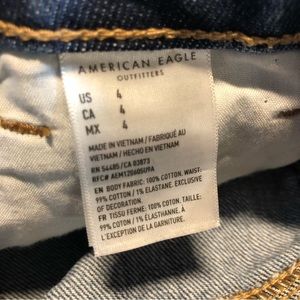 AMERICAN EAGLE
OUTFITTERS
US 4
CA 4
MX 4
MADE IN VIETNAM / FABRIQUÉ AU
VIETNAM / HECHO EN VIETNAM
RN 54485/CA 03873
RFC# AEM120605U9A
EN BODY FABRIC: 100% COTTON. WAIST:
99% COTTON / 1% ELASTANE. EXCLUSIVE
OF DECORATION.
FR TISSU FERME: 100% COTON. TAILLE:
99% COTON / 1% ÉLASTHANNE. À
L'EXCEPTION DE LA GARNITURE.